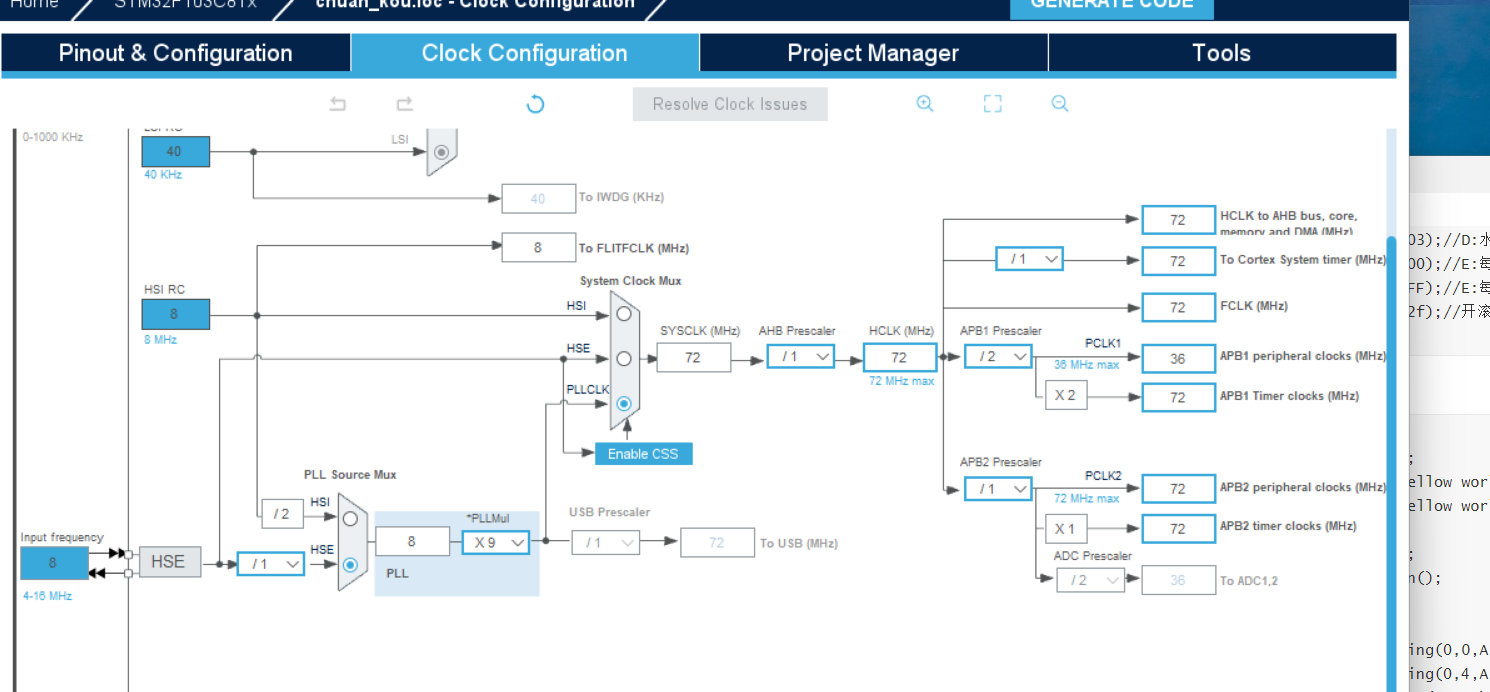 Home STM32F103C8Tx chuan_kou.ioc - Clock Configuration GENERATE CODE
Pinout & Configuration Clock Configuration Project Manager Tools
Resolve Clock Issues
0-1000 KHz
LSI RC
40
40 KHz
LSI
40 To IWDG (KHz)
8 To FLITFCLK (MHz)
HSI RC
8
8 MHz
System Clock Mux
HSI
HSE
PLLCLK
Enable CSS
SYSCLK (MHz)
72
AHB Prescaler
/ 1
HCLK (MHz)
72
72 MHz max
72 HCLK to AHB bus, core,
memory and DMA (MHz)
/ 1 72 To Cortex System timer (MHz)
72 FCLK (MHz)
APB1 Prescaler
/ 2
PCLK1
36 MHz max
36 APB1 peripheral clocks (MHz)
X 2 72 APB1 Timer clocks (MHz)
APB2 Prescaler
/ 1
PCLK2
72 MHz max
72 APB2 peripheral clocks (MHz)
X 1 72 APB2 timer clocks (MHz)
ADC Prescaler
/ 2 36 To ADC1,2
PLL Source Mux
/ 2 HSI
HSE
Input frequency
8
4-16 MHz
HSE
/ 1
8
*PLLMul
X 9
PLL
USB Prescaler
/ 1 72 To USB (MHz)
03);//D:水
00);//E:每
FF);//E:每
2f);//开滚
;
ellow wor
ellow wor
;
n();
ing(0,0,A
ing(0,4,A